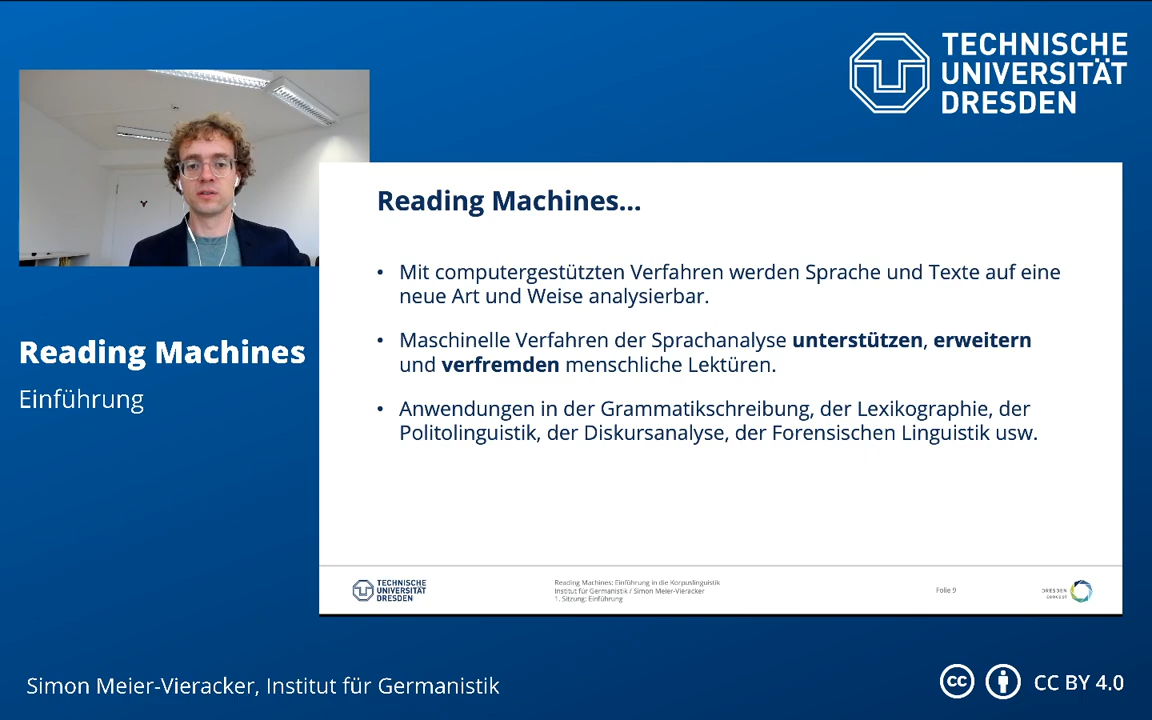 TECHNISCHE
UNIVERSITÄT
DRESDEN
Reading Machines
Einführung
Reading Machines...
• Mit computergestützten Verfahren werden Sprache und Texte auf eine
neue Art und Weise analysierbar.
• Maschinelle Verfahren der Sprachanalyse unterstützen, erweitern
und verfremden menschliche Lektüren.
• Anwendungen in der Grammatikschreibung, der Lexikographie, der
Politolinguistik, der Diskursanalyse, der Forensischen Linguistik usw.
TECHNISCHE
UNIVERSITÄT
DRESDEN
Reading Machines: Einführung in die Korpuslinguistik
Institut für Germanistik / Simon Meier-Vieracker
1. Sitzung: Einführung
Folie 9
DRESDEN
concept
Simon Meier-Vieracker, Institut für Germanistik
cc
CC BY 4.0